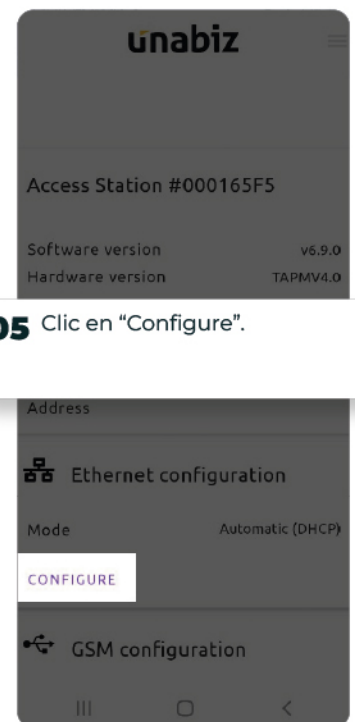 unabiz
Access Station #000165F5
Software version v6.9.0
Hardware version TAPMV4.0
05 Clic en “Configure”.
Address
Ethernet configuration
Mode Automatic (DHCP)
CONFIGURE
GSM configuration